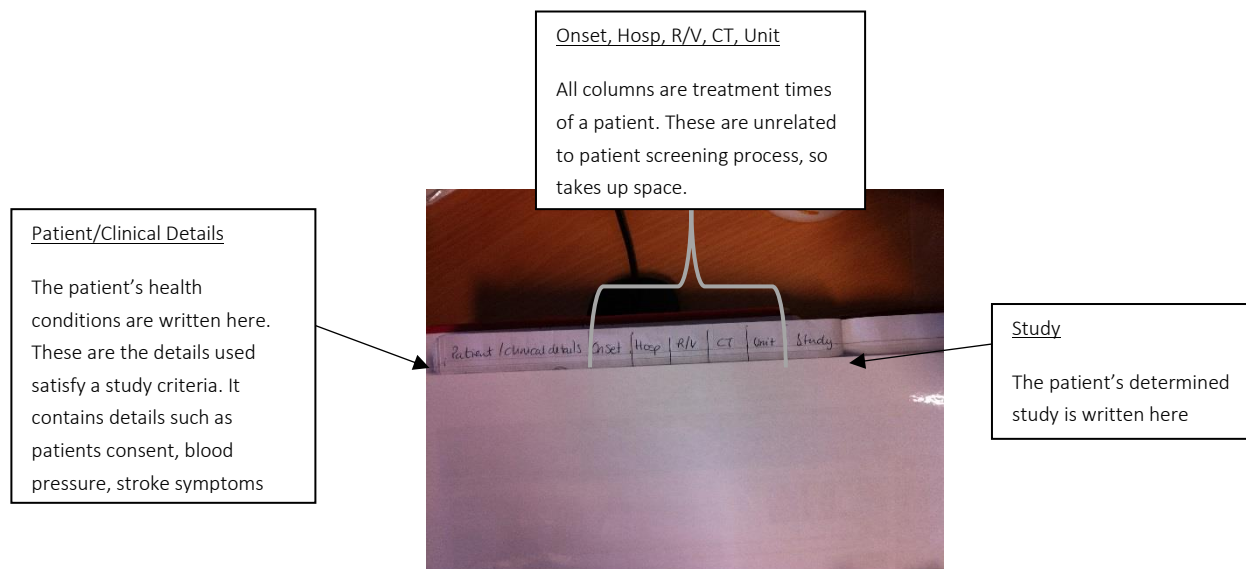 Onset, Hosp, R/V, CT, Unit
All columns are treatment times
of a patient. These are unrelated
to patient screening process, so
takes up space.
Patient/Clinical Details
The patient’s health
conditions are written here.
These are the details used
satisfy a study criteria. It
contains details such as
patients consent, blood
pressure, stroke symptoms
Patient/Clinical details Onset Hosp R/V CT Unit Study
Study
The patient’s determined
study is written here